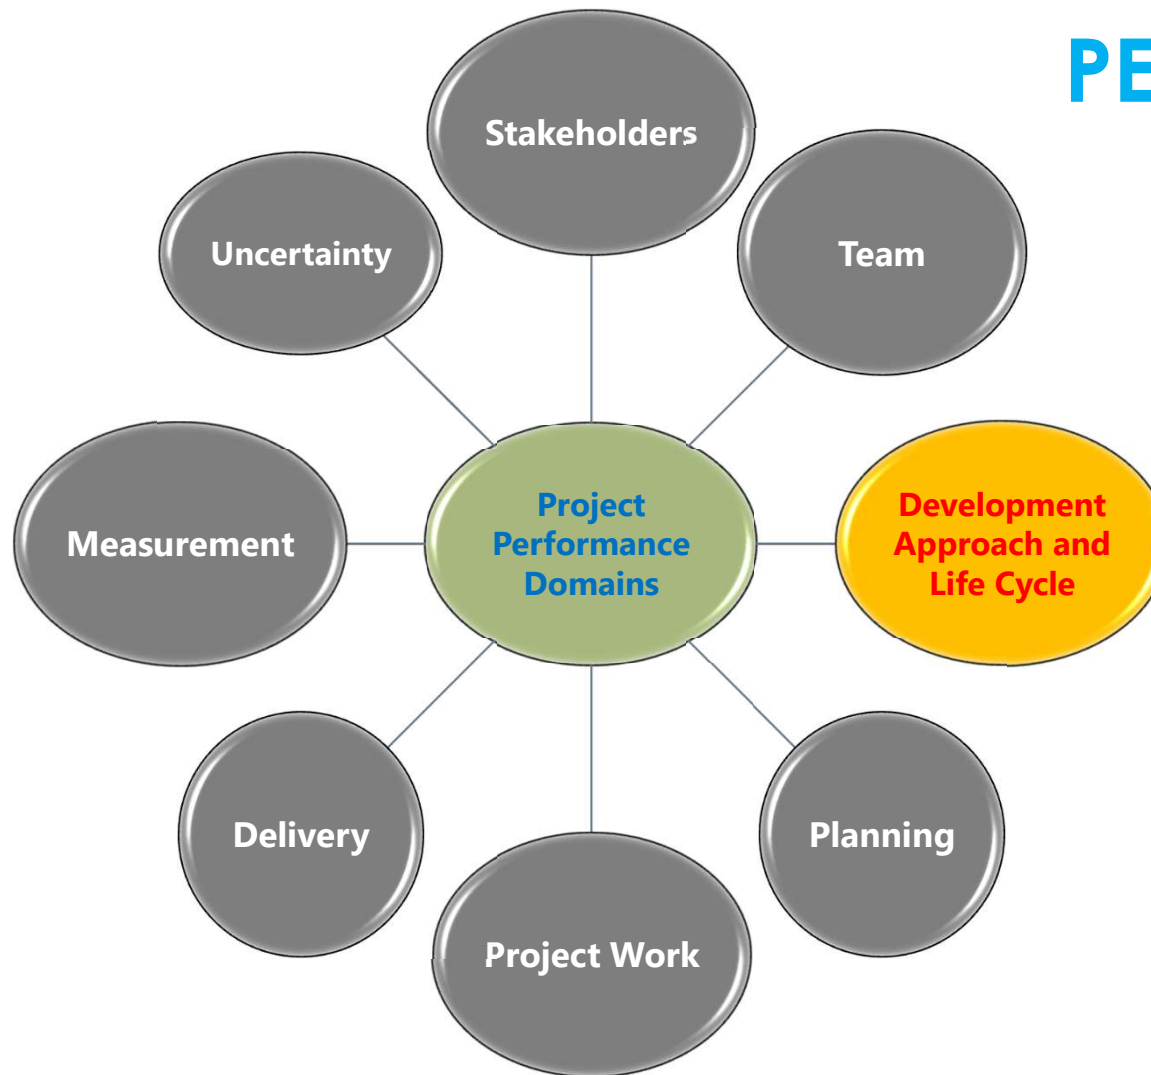 PE
Stakeholders
Uncertainty
Team
Measurement
Project
Performance
Domains
Development
Approach and
Life Cycle
Delivery
Planning
Project Work